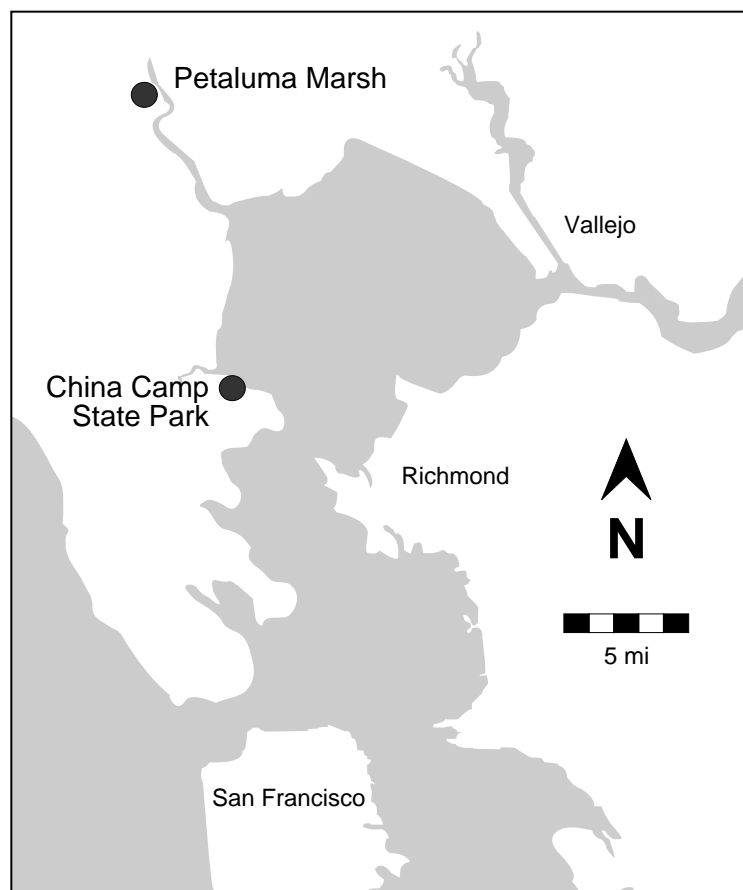 Petaluma Marsh
Vallejo
China Camp
State Park
Richmond
N
5 mi
San Francisco